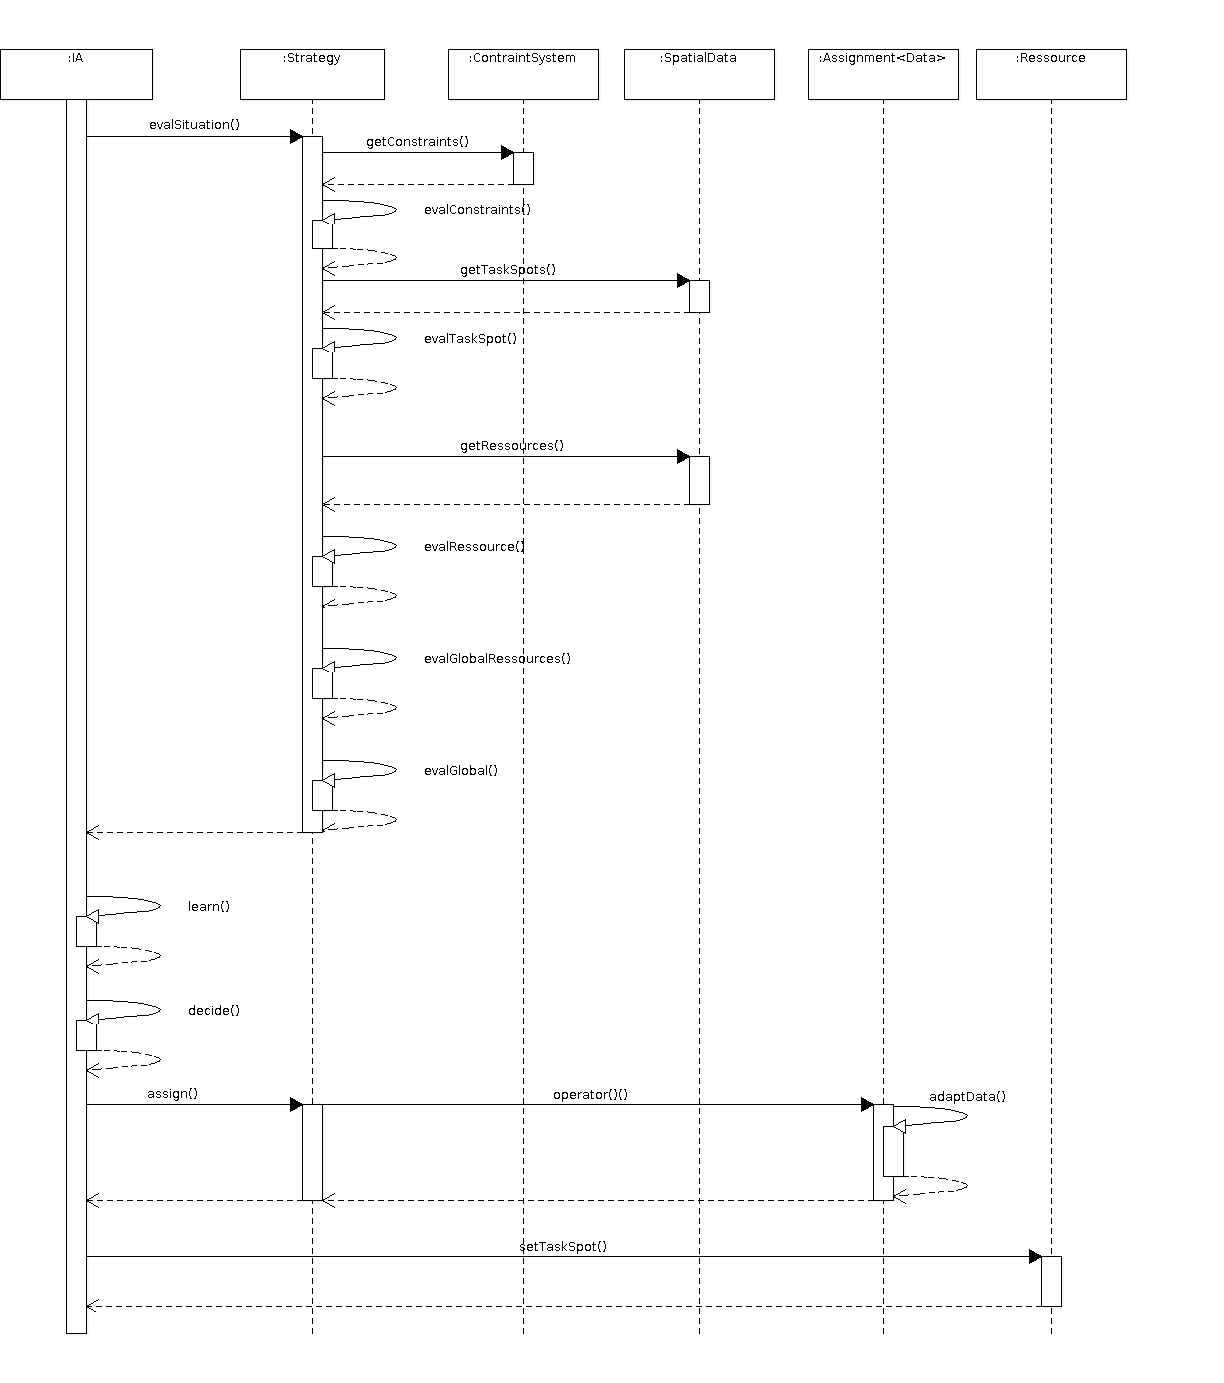 :IA
:Strategy
:ContraintSystem
:SpatialData
:Assignment<Data>
:Ressource
evalSituation()
getConstraints()
evalConstraints()
getTaskSpots()
evalTaskSpot()
getRessources()
evalRessource()
evalGlobalRessources()
evalGlobal()
learn()
decide()
assign()
operator()()
adaptData()
setTaskSpot()